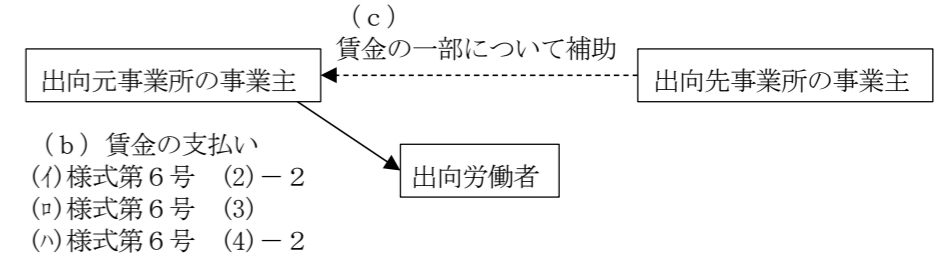 （ｃ）
賃金の一部について補助
出向元事業所の事業主
出向先事業所の事業主
（ｂ）賃金の支払い
(ｲ)様式第６号　(2)－２
(ﾛ)様式第６号　(3)
(ﾊ)様式第６号　(4)－２
出向労働者